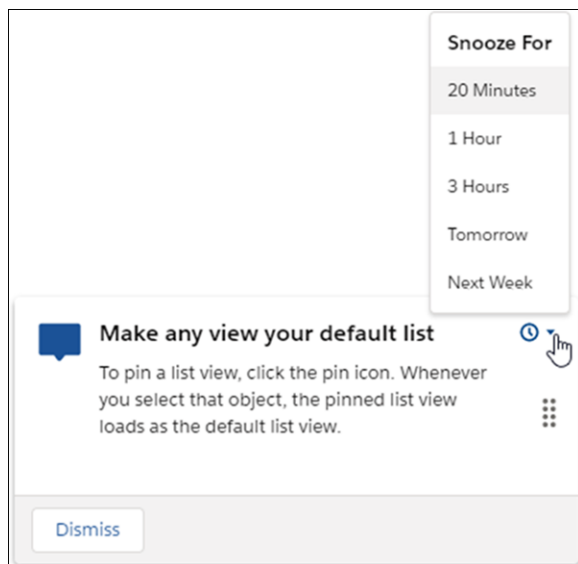 Snooze For
20 Minutes
1 Hour
3 Hours
Tomorrow
Next Week
Make any view your default list
To pin a list view, click the pin icon. Whenever
you select that object, the pinned list view
loads as the default list view.
Dismiss